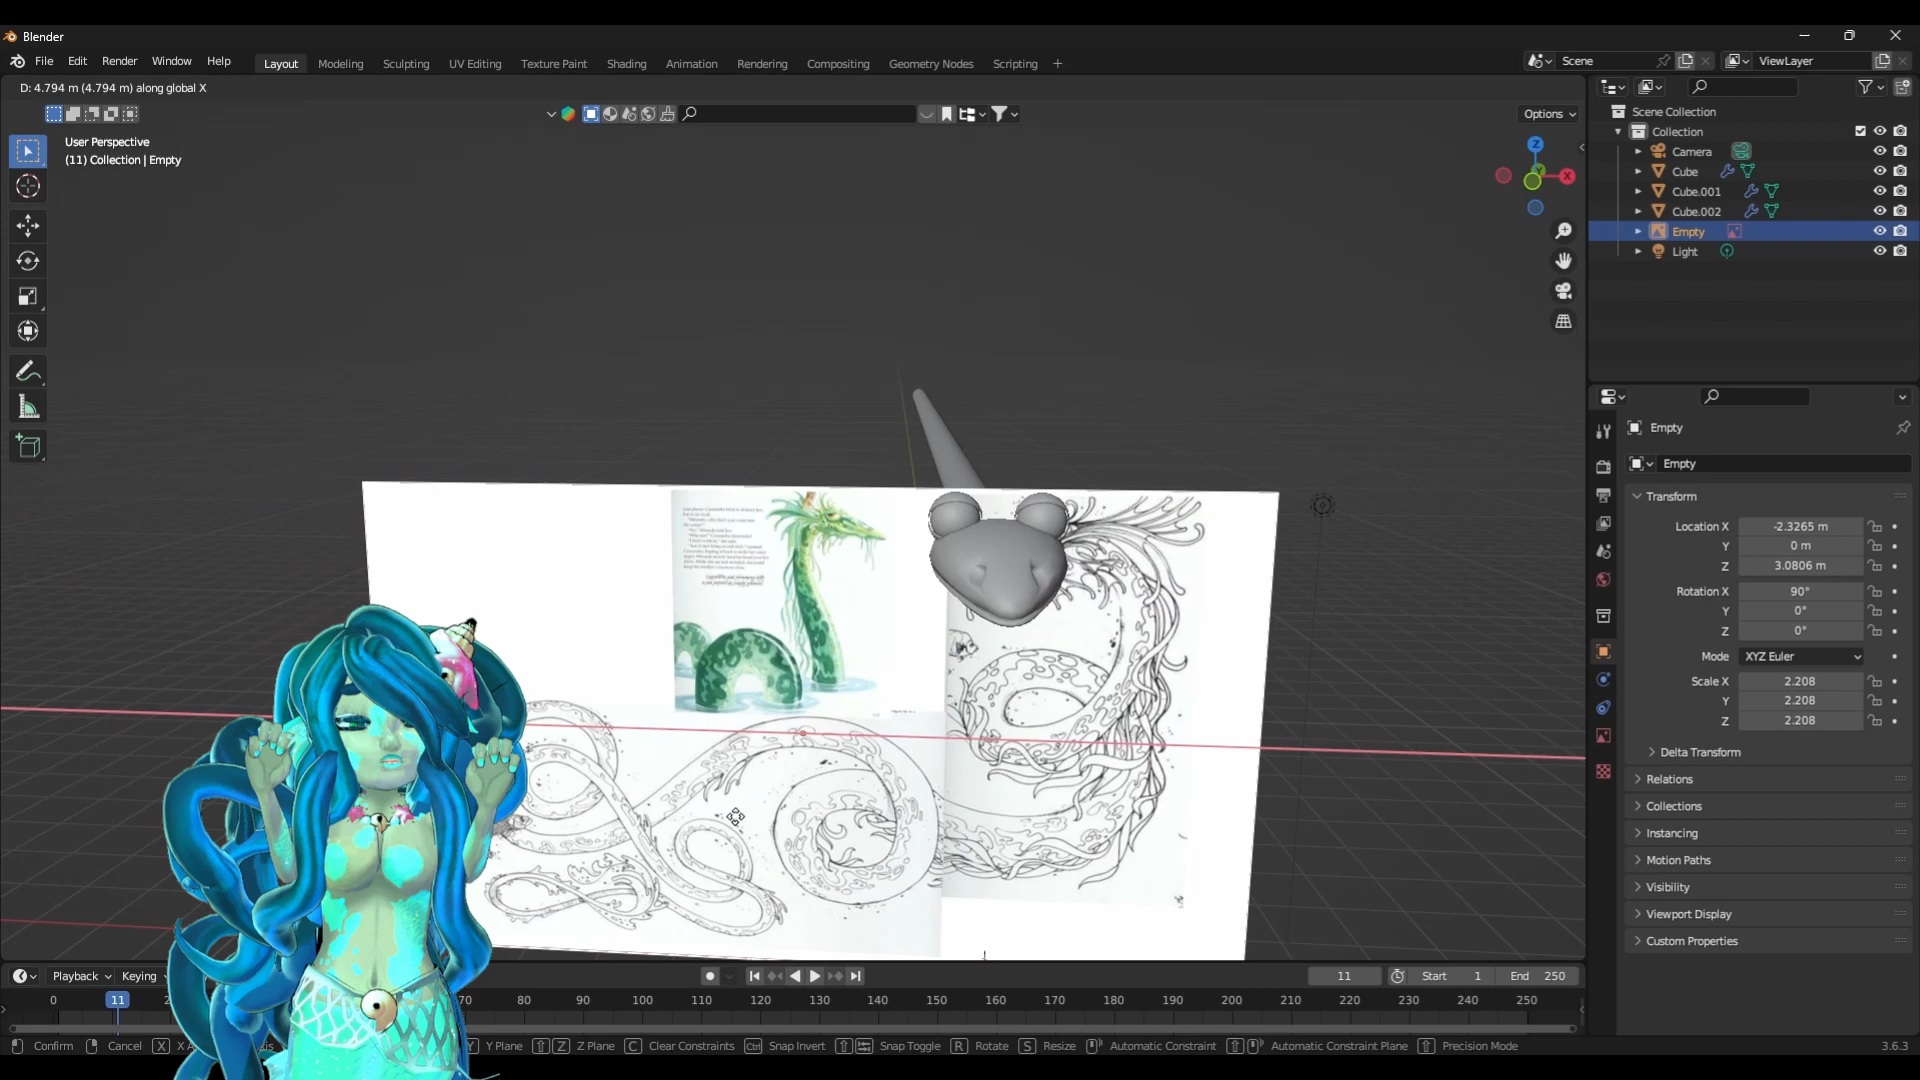 Blender
File Edit Render Window Help
Layout Modeling Sculpting UV Editing Texture Paint Shading Animation Rendering Compositing Geometry Nodes Scripting +
Scene
ViewLayer
D: 4.794 m (4.794 m) along global X
Options
User Perspective
(11) Collection | Empty
Z
X
Scene Collection
Collection
Camera
Cube
Cube.001
Cube.002
Empty
Light
Empty
Empty
Transform
Location X -2.3265 m
Y 0 m
Z 3.0806 m
Rotation X 90°
Y 0°
Z 0°
Mode XYZ Euler
Scale X 2.208
Y 2.208
Z 2.208
Delta Transform
Relations
Collections
Instancing
Motion Paths
Visibility
Viewport Display
Custom Properties
Playback Keying
11
Start 1
End 250
0 11 2 70 80 90 100 110 120 130 140 150 160 170 180 190 200 210 220 230 240 250
Confirm Cancel X X A xis Y Y Plane Z Z Plane C Clear Constraints Ctrl Snap Invert Snap Toggle R Rotate S Resize Automatic Constraint Automatic Constraint Plane Precision Mode
3.6.3